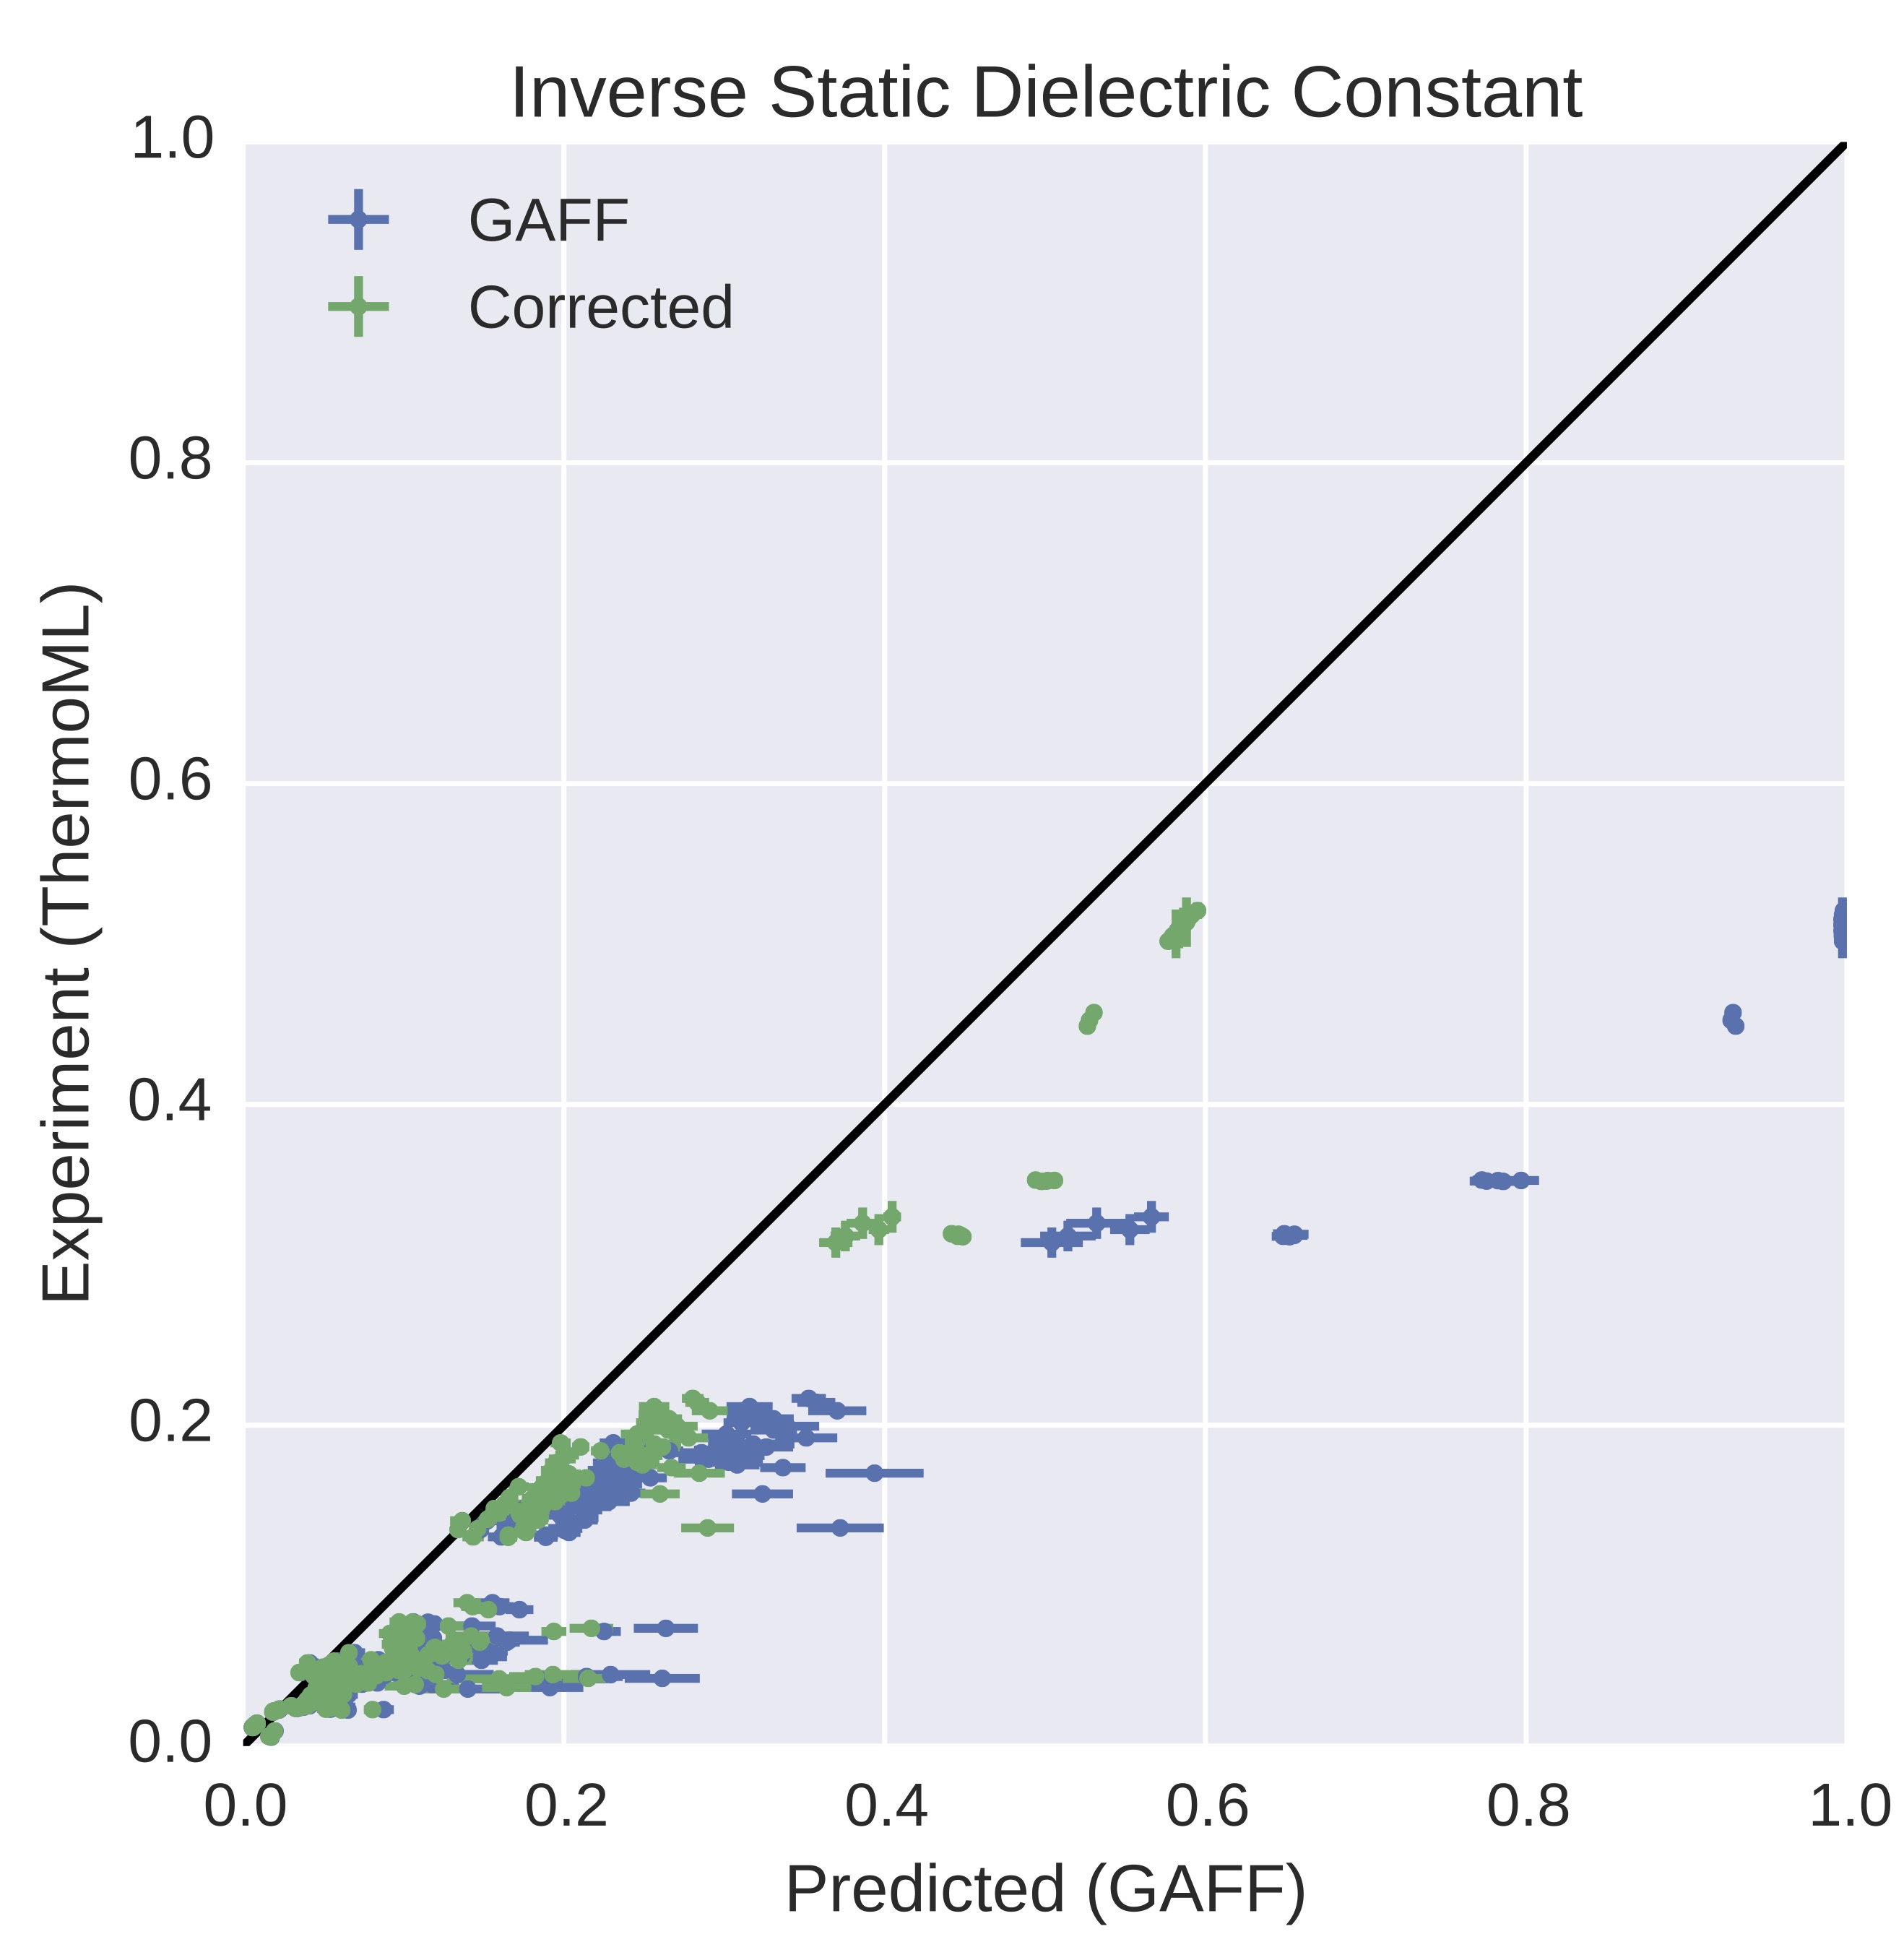 Inverse Static Dielectric Constant
1.0
0.8
0.6
0.4
0.2
0.0
Experiment (ThermoML)
GAFF
Corrected
0.0 0.2 0.4 0.6 0.8 1.0
Predicted (GAFF)